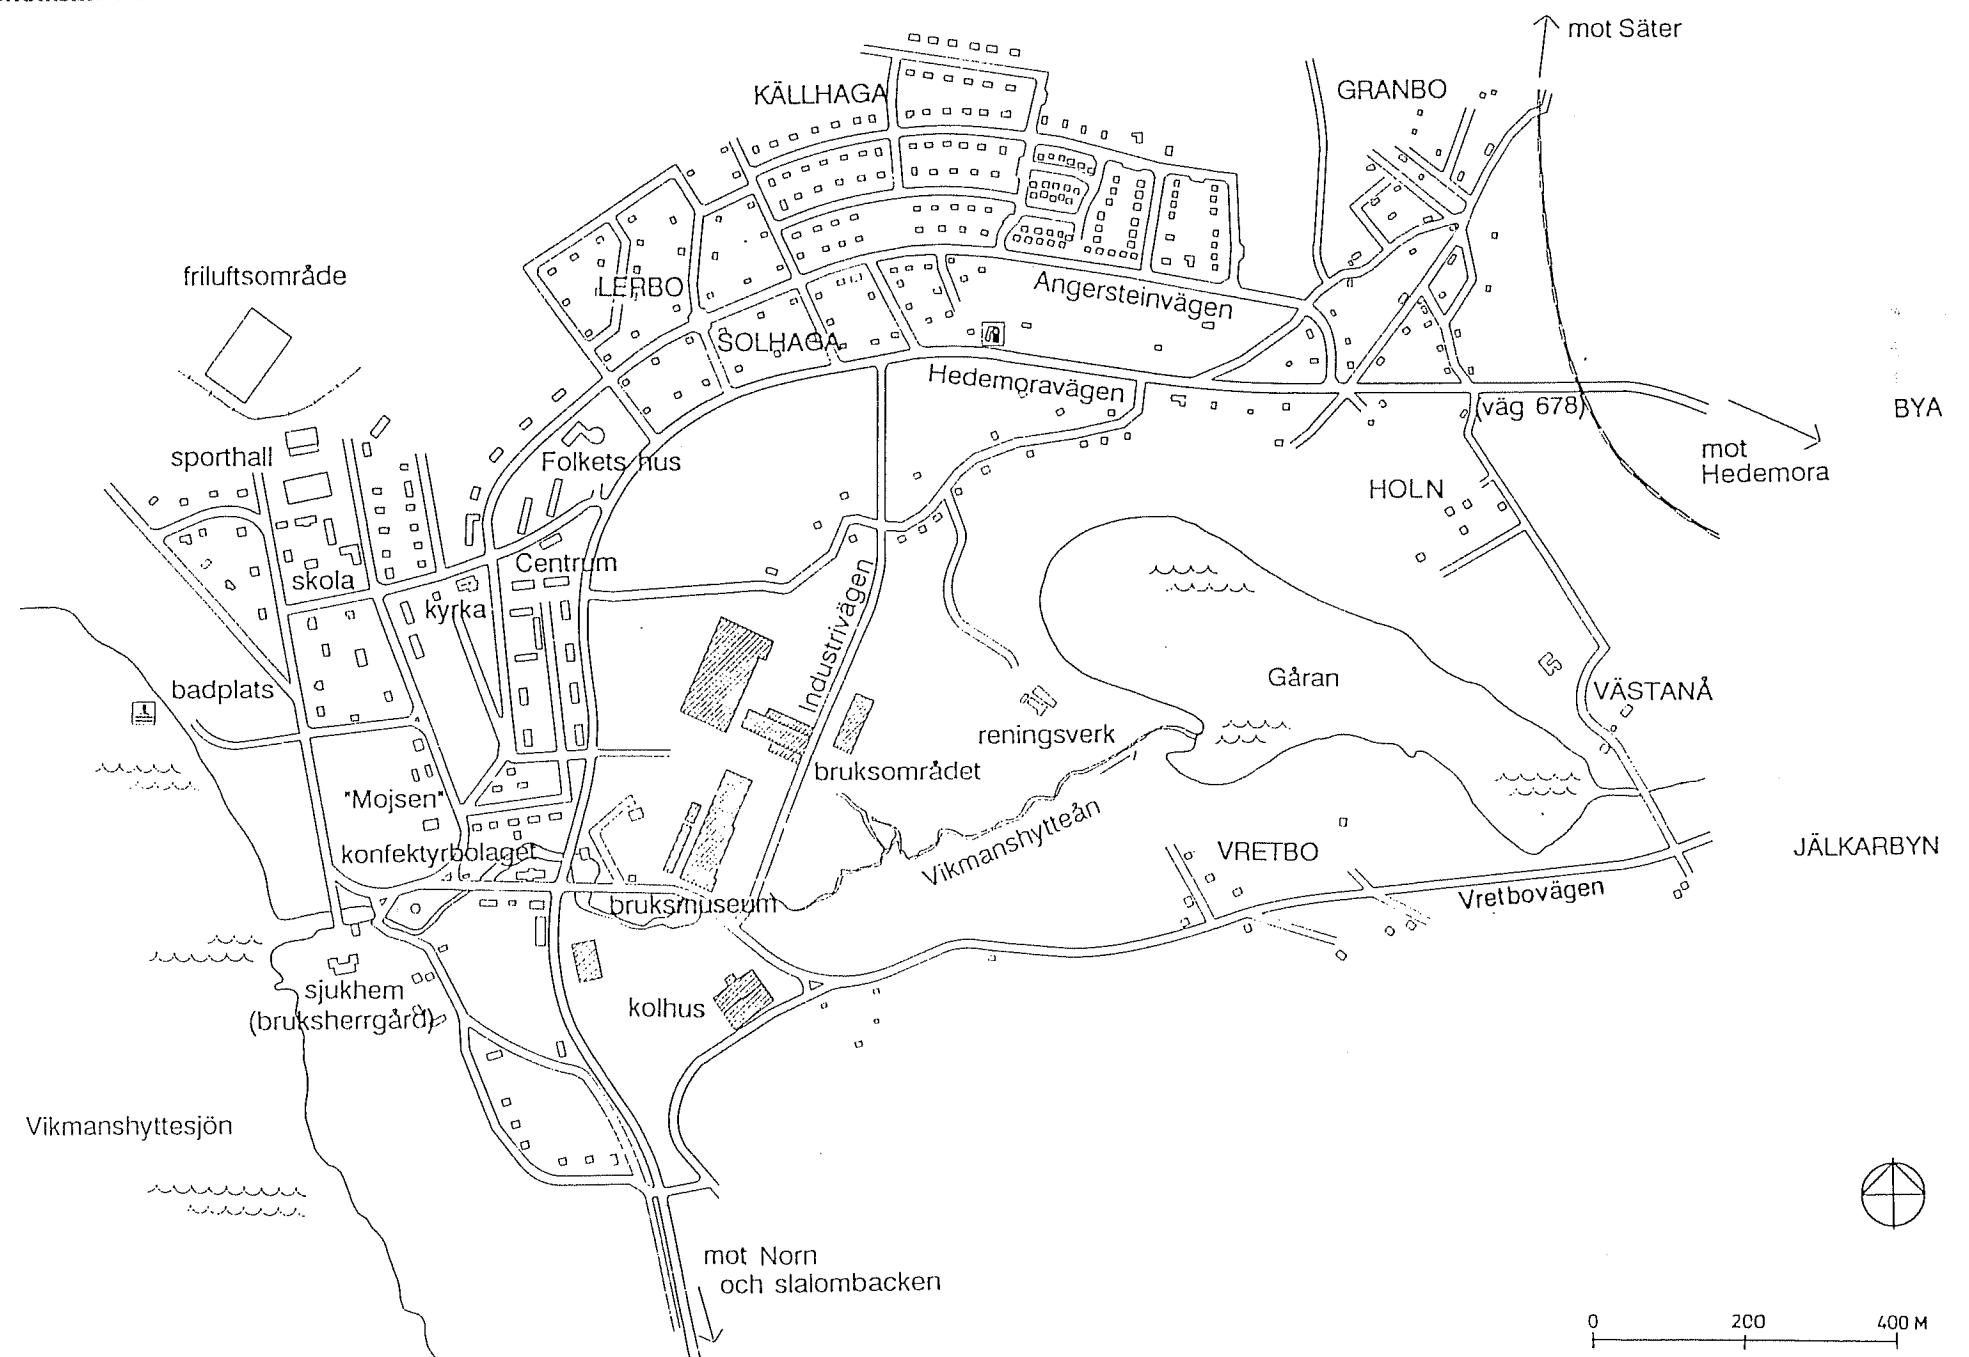 mot Säter
KÄLLHAGA
GRANBO
friluftsområde
LERBO
Angersteinvägen
SOLHAGA
Hedemoravägen
(väg 678)
BYA
mot
Hedemora
sporthall
Folkets hus
HOLN
Centrum
skola
kyrka
Industrivägen
Gåran
badplats
VÄSTANÅ
reningsverk
bruksområdet
"Mojsen"
Vikmanshytteån
konfektyrbolaget
VRETBO
JÄLKARBYN
Vretbovägen
bruksmuseum
sjukhem
(bruksherrgård)
kolhus
Vikmanshyttesjön
mot Norn
och slalombacken
0 200 400 M